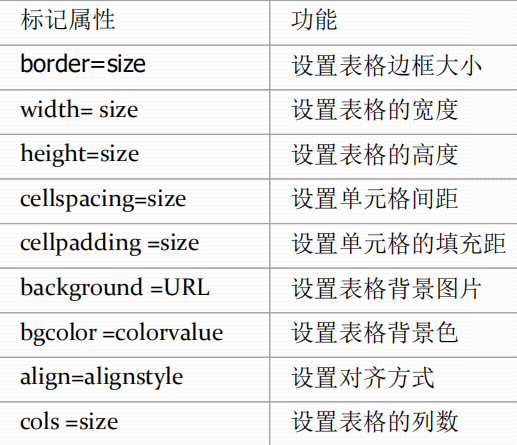 标记属性 功能
border=size 设置表格边框大小
width= size 设置表格的宽度
height=size 设置表格的高度
cellspacing=size 设置单元格间距
cellpadding =size 设置单元格的填充距
background =URL 设置表格背景图片
bgcolor =colorvalue 设置表格背景色
align=alignstyle 设置对齐方式
cols =size 设置表格的列数